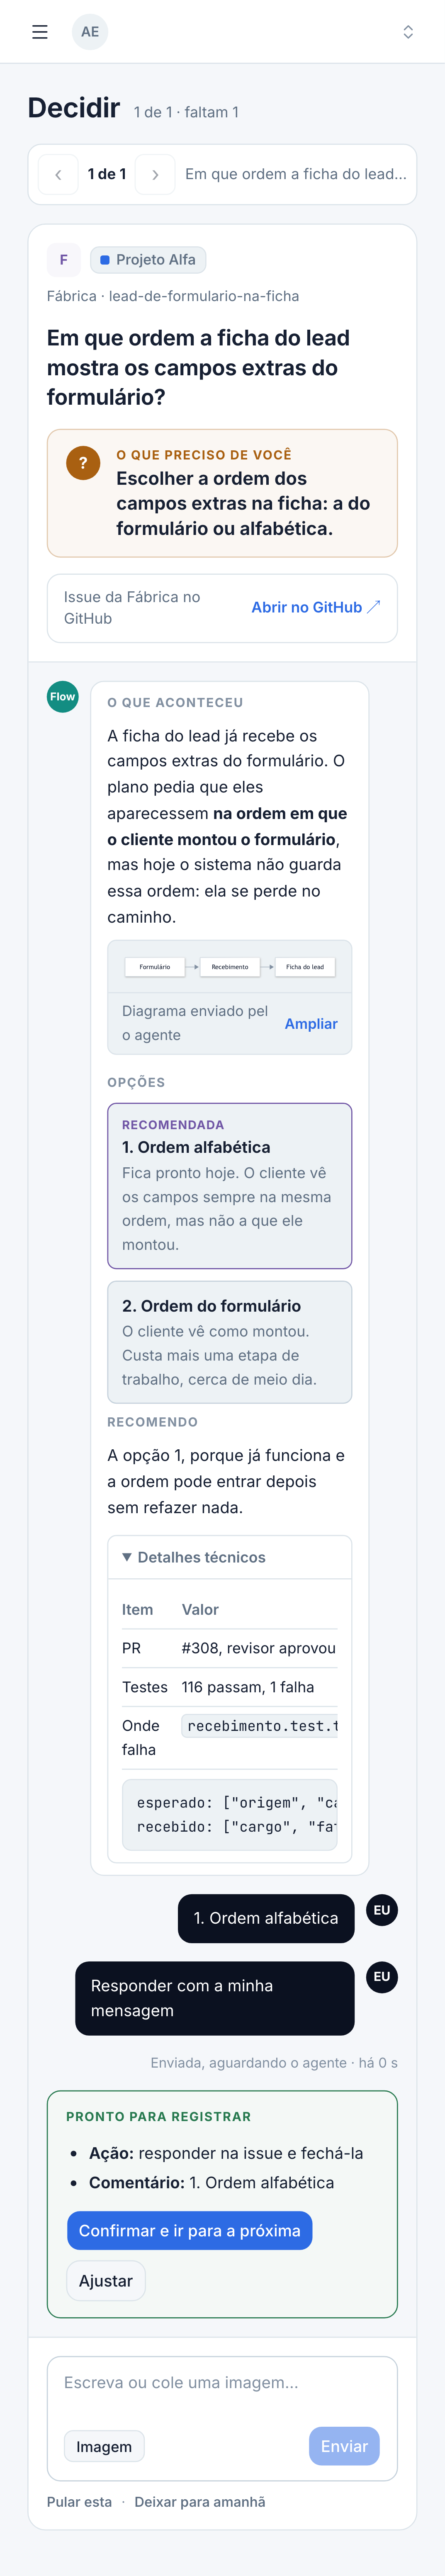 AE
Decidir 1 de 1 · faltam 1
‹ 1 de 1 › Em que ordem a ficha do lead...
F Projeto Alfa
Fábrica · lead-de-formulario-na-ficha
Em que ordem a ficha do lead
mostra os campos extras do
formulário?
? O QUE PRECISO DE VOCÊ
Escolher a ordem dos
campos extras na ficha: a do
formulário ou alfabética.
Issue da Fábrica no
GitHub
Abrir no GitHub ↗
Flow
O QUE ACONTECEU
A ficha do lead já recebe os
campos extras do formulário. O
plano pedia que eles
aparecessem na ordem em que
o cliente montou o formulário,
mas hoje o sistema não guarda
essa ordem: ela se perde no
caminho.
Formulário Recebimento Ficha do lead
Diagrama enviado pel
o agente
Ampliar
OPÇÕES
RECOMENDADA
1. Ordem alfabética
Fica pronto hoje. O cliente vê
os campos sempre na mesma
ordem, mas não a que ele
montou.
2. Ordem do formulário
O cliente vê como montou.
Custa mais uma etapa de
trabalho, cerca de meio dia.
RECOMENDO
A opção 1, porque já funciona e
a ordem pode entrar depois
sem refazer nada.
▼ Detalhes técnicos
Item Valor
PR #308, revisor aprovou
Testes 116 passam, 1 falha
Onde
falha
recebimento.test.t
esperado: ["origem", "ca
recebido: ["cargo", "fat
1. Ordem alfabética EU
Responder com a minha
mensagem
EU
Enviada, aguardando o agente · há 0 s
PRONTO PARA REGISTRAR
• Ação: responder na issue e fechá-la
• Comentário: 1. Ordem alfabética
Confirmar e ir para a próxima
Ajustar
Escreva ou cole uma imagem...
Imagem Enviar
Pular esta · Deixar para amanhã